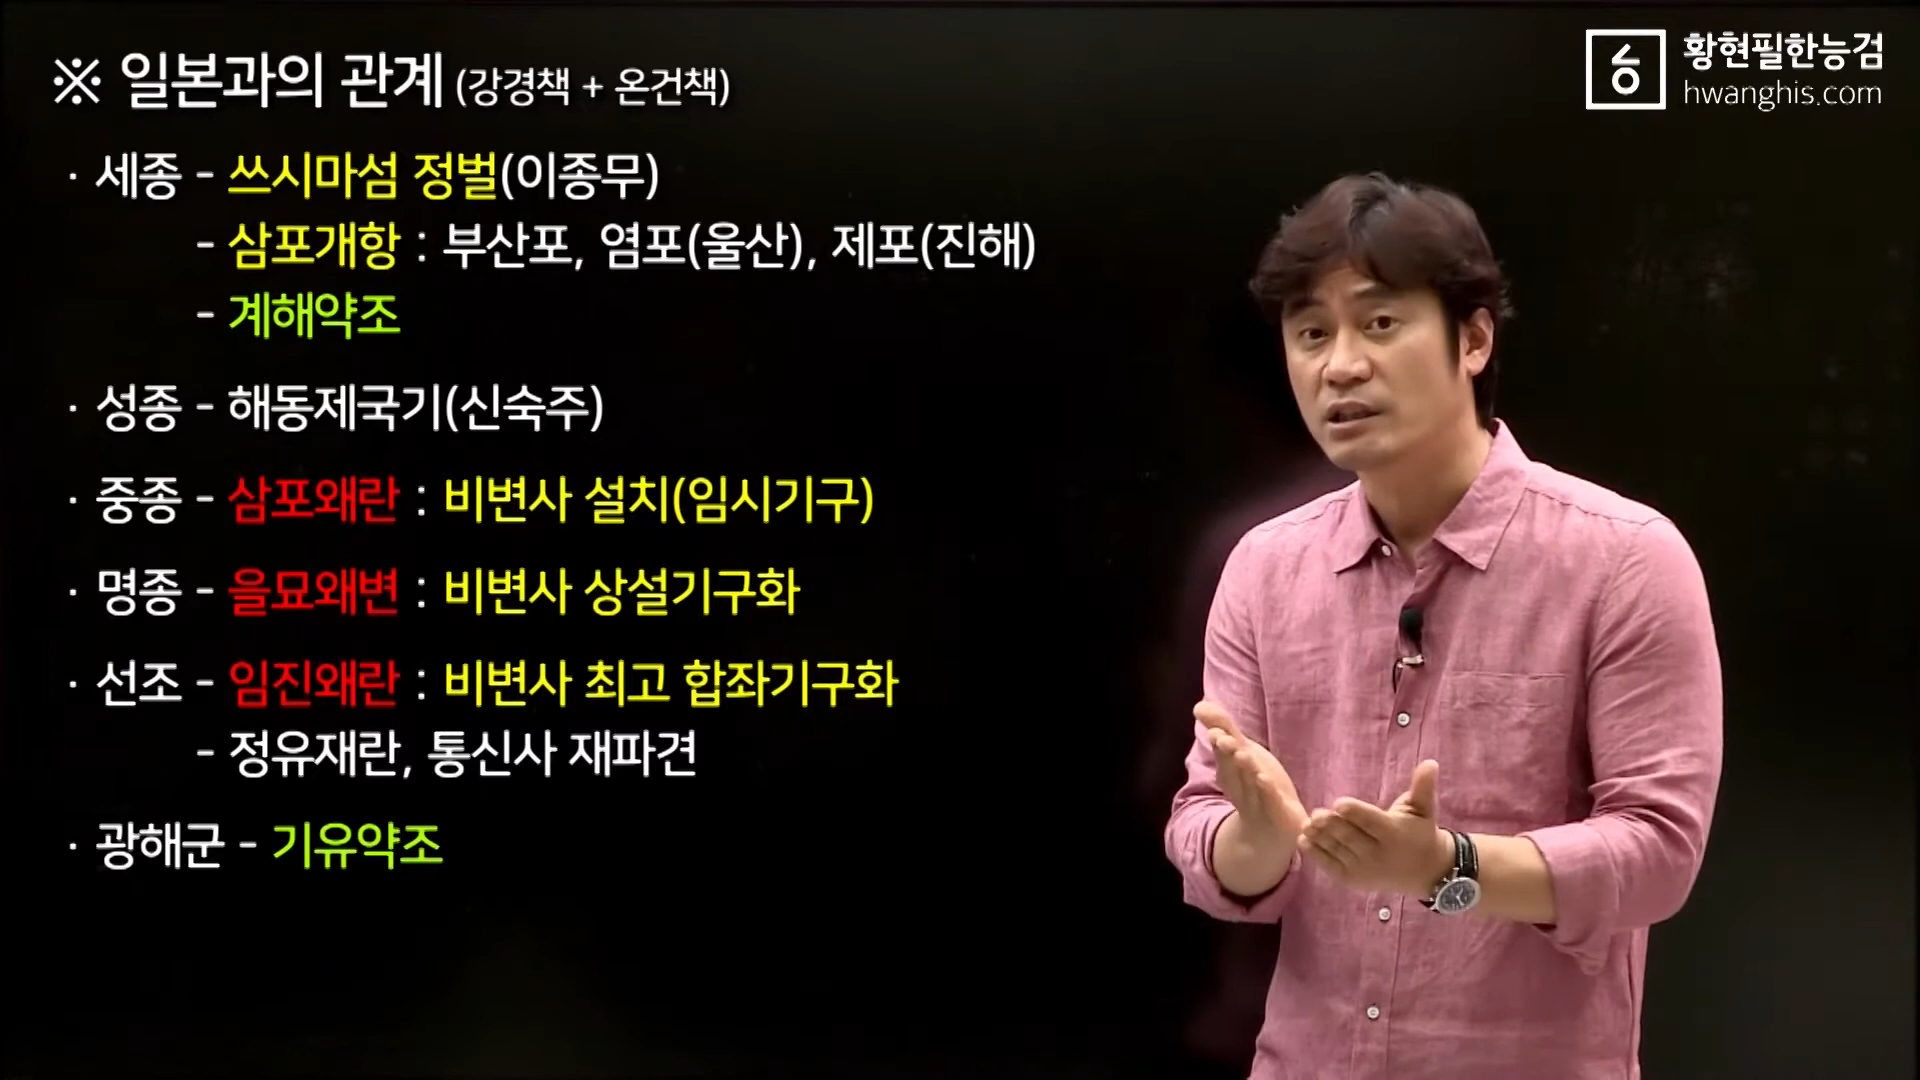 ※ 일본과의 관계 (강경책 + 온건책)
· 세종 - 쓰시마섬 정벌(이종무)
- 삼포개항 : 부산포, 염포(울산), 제포(진해)
- 계해약조
· 성종 - 해동제국기(신숙주)
· 중종 - 삼포왜란 : 비변사 설치(임시기구)
· 명종 - 을묘왜변 : 비변사 상설기구화
· 선조 - 임진왜란 : 비변사 최고 합좌기구화
- 정유재란, 통신사 재파견
· 광해군 - 기유약조
황현필한능검
hwanghis.com